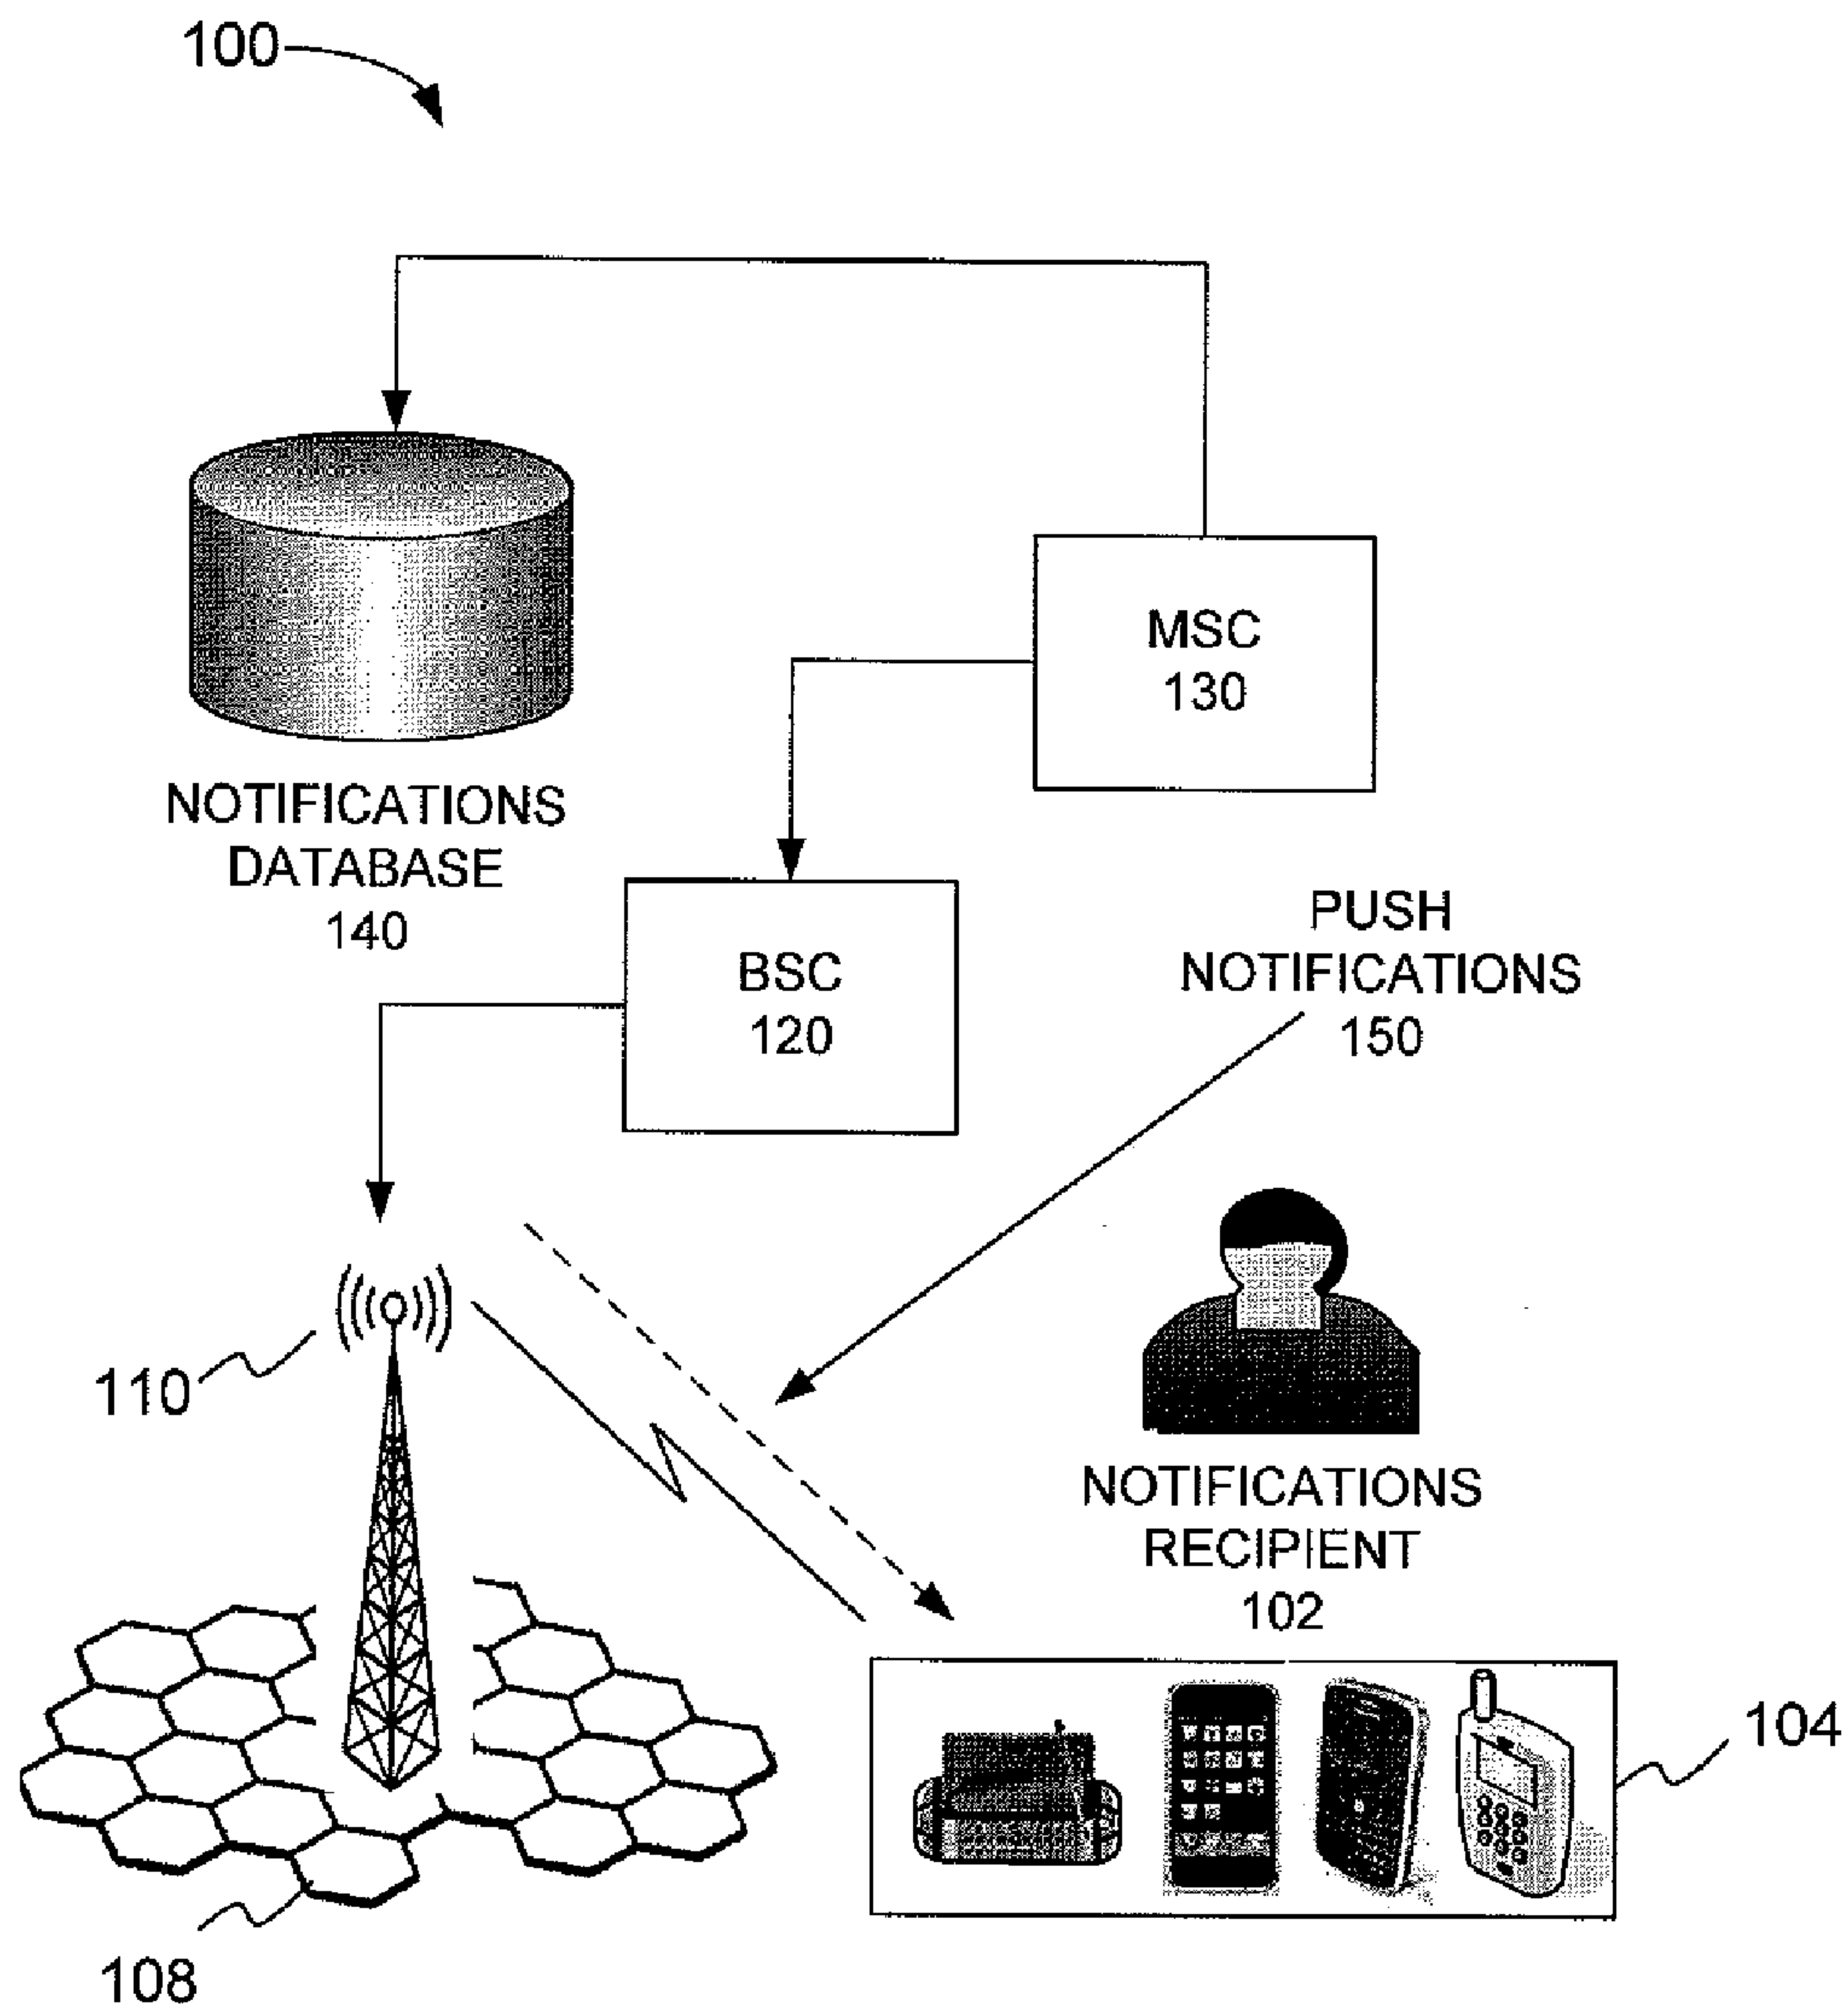 100
MSC
130
NOTIFICATIONS
DATABASE
140
BSC
120
PUSH
NOTIFICATIONS
150
110
NOTIFICATIONS
RECIPIENT
102
104
108